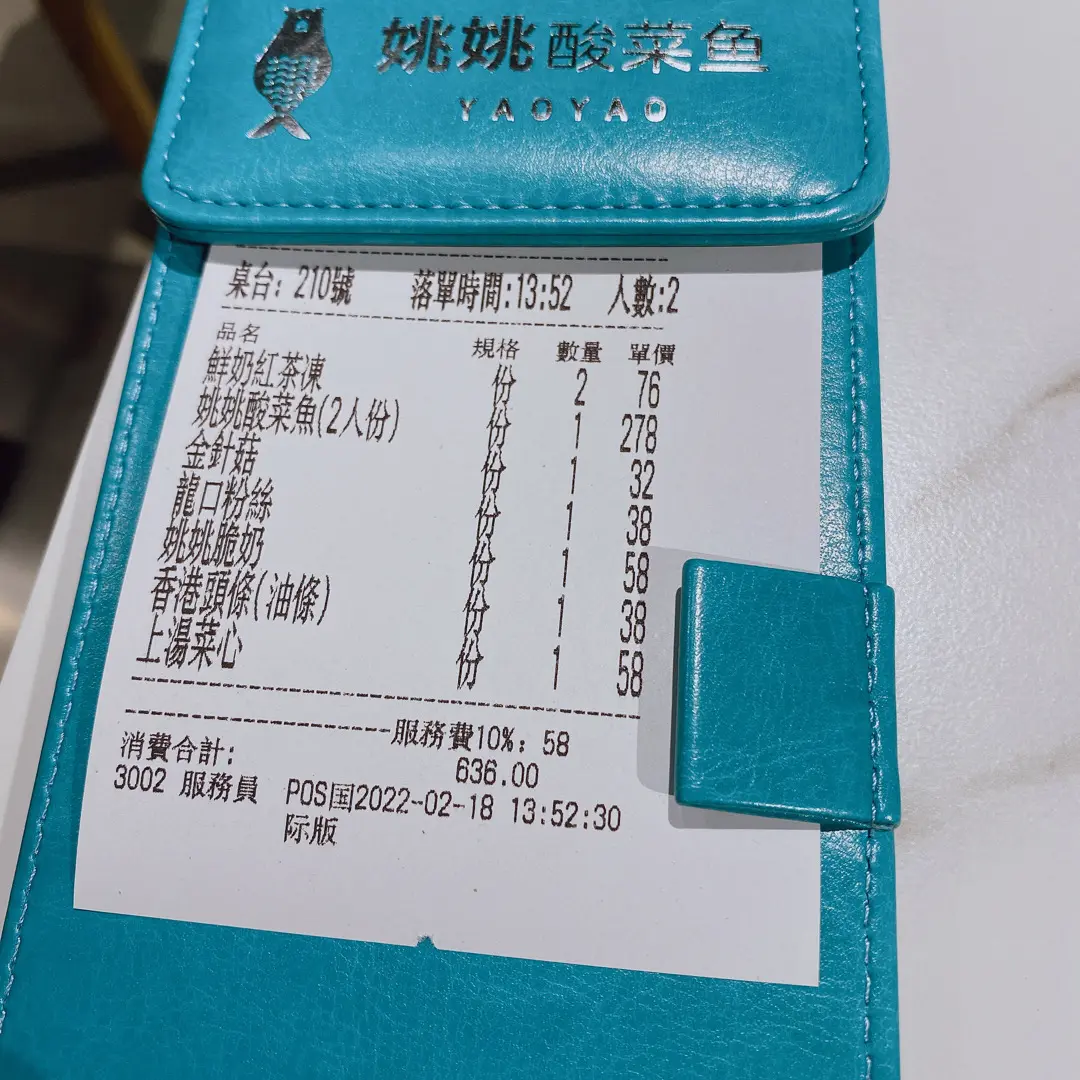 姚姚酸菜鱼
YAOYAO
桌台: 210號 落單時間:13:52 人數:2
品名 規格 數量 單價
鮮奶紅茶凍 份 2 76
姚姚酸菜魚(2人份) 份 1 278
金針菇 份 1 32
龍口粉絲 份 1 38
姚姚脆奶 份 1 58
香港頭條(油條) 份 1 38
上湯菜心 份 1 58
服務費10%: 58
消費合計: 636.00
3002 服務員 POS国2022-02-18 13:52:30
际版